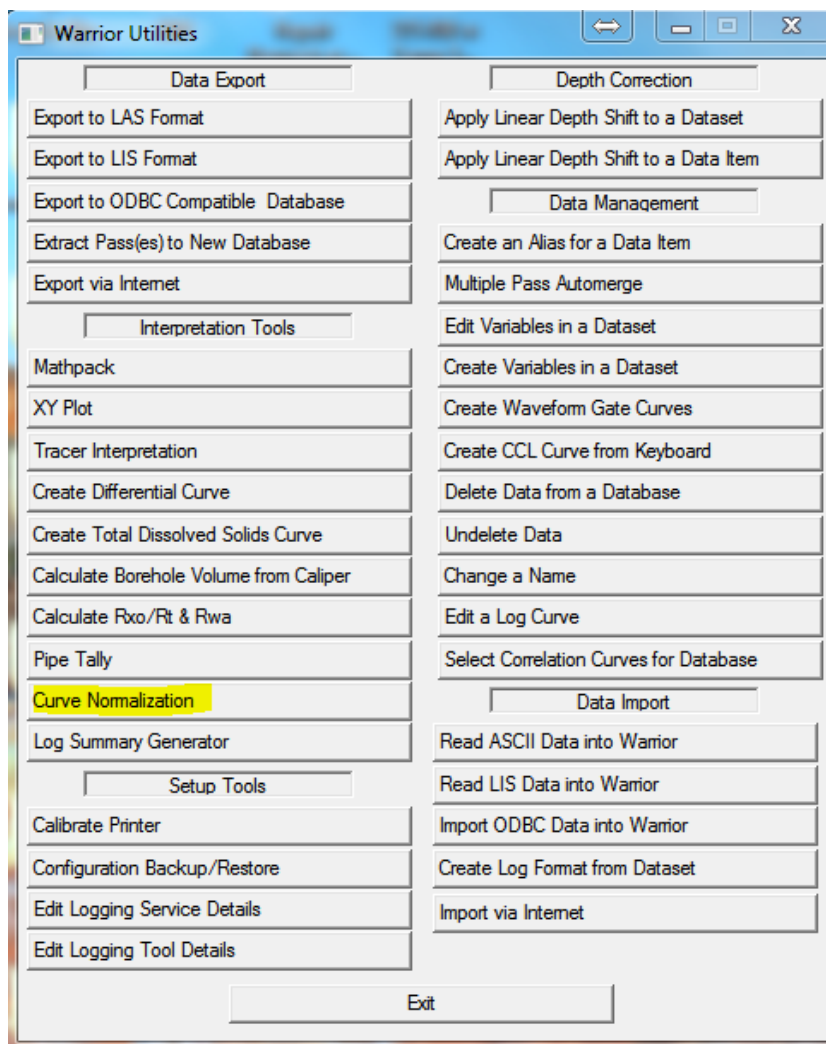 Warrior Utilities
Data Export
Export to LAS Format
Export to LIS Format
Export to ODBC Compatible Database
Extract Pass(es) to New Database
Export via Internet
Interpretation Tools
Mathpack
XY Plot
Tracer Interpretation
Create Differential Curve
Create Total Dissolved Solids Curve
Calculate Borehole Volume from Caliper
Calculate Rxo/Rt & Rwa
Pipe Tally
Curve Normalization
Log Summary Generator
Setup Tools
Calibrate Printer
Configuration Backup/Restore
Edit Logging Service Details
Edit Logging Tool Details
Depth Correction
Apply Linear Depth Shift to a Dataset
Apply Linear Depth Shift to a Data Item
Data Management
Create an Alias for a Data Item
Multiple Pass Automerge
Edit Variables in a Dataset
Create Variables in a Dataset
Create Waveform Gate Curves
Create CCL Curve from Keyboard
Delete Data from a Database
Undelete Data
Change a Name
Edit a Log Curve
Select Correlation Curves for Database
Data Import
Read ASCII Data into Warrior
Read LIS Data into Warrior
Import ODBC Data into Warrior
Create Log Format from Dataset
Import via Internet
Exit